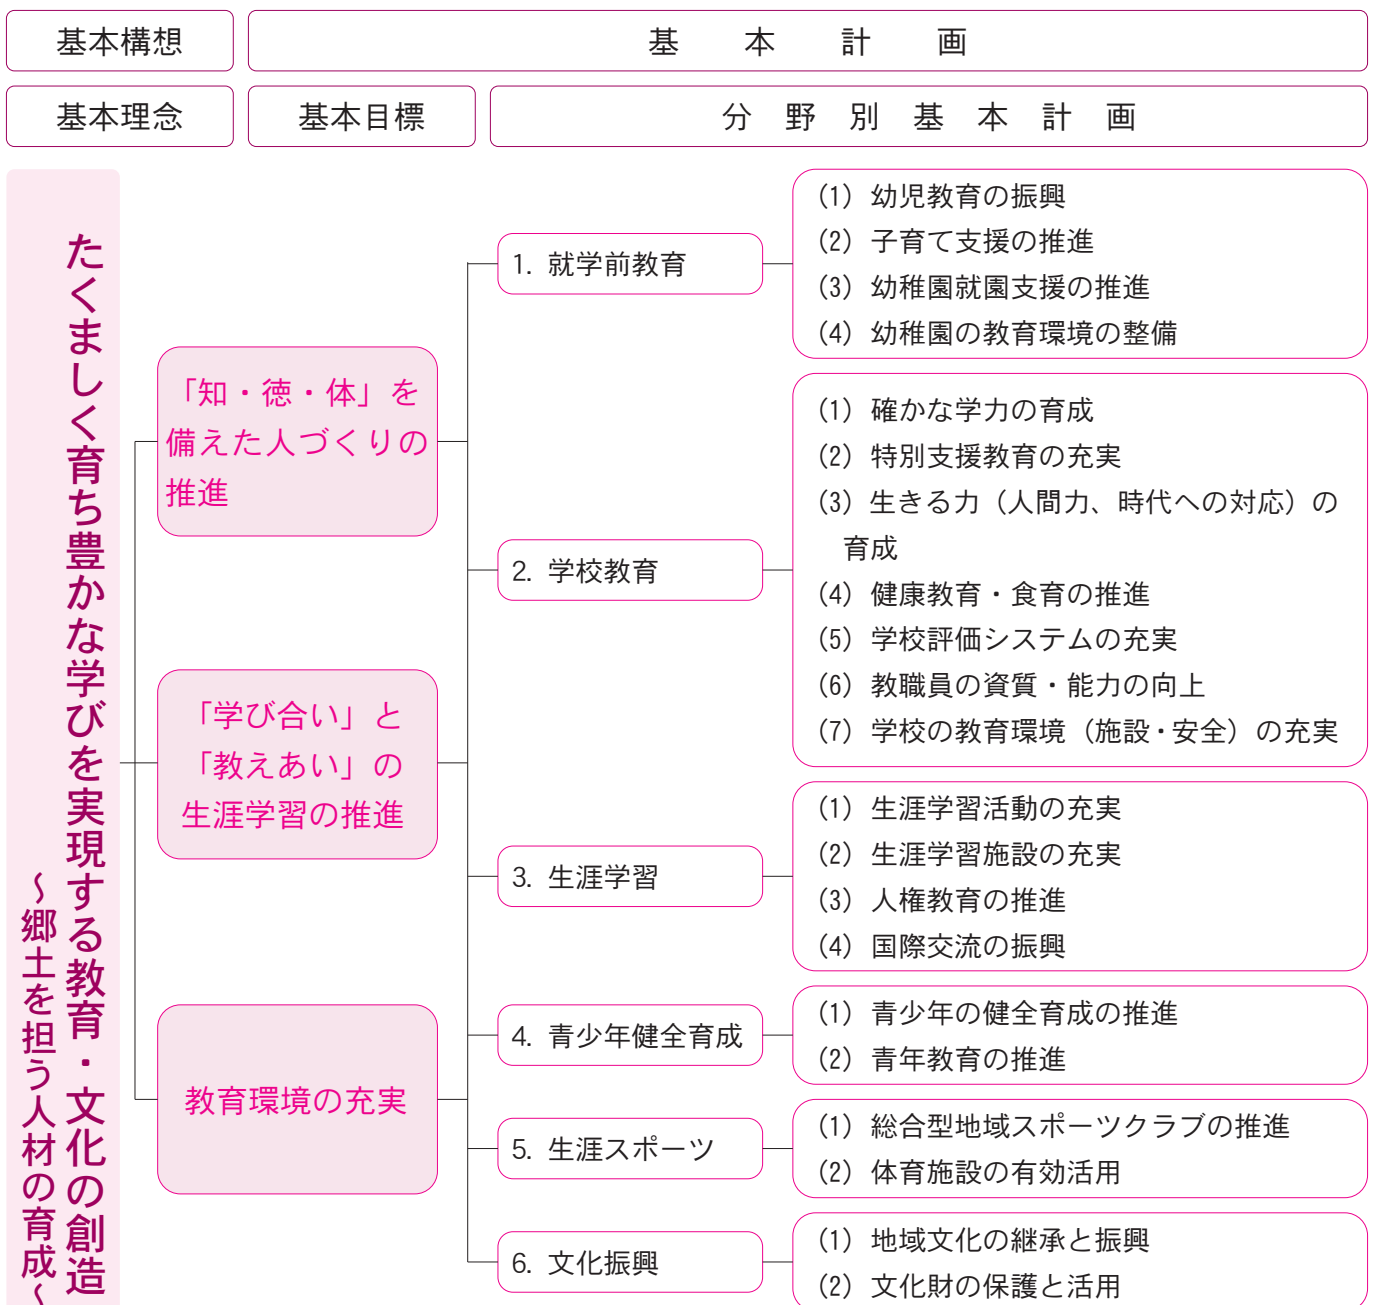 基本構想
基本計画
基本理念
基本目標
分野別基本計画
たくましく育ち豊かな学びを実現する教育・文化の創造
～郷土を担う人材の育成～
「知・徳・体」を
備えた人づくりの
推進
「学び合い」と
「教えあい」の
生涯学習の推進
教育環境の充実
1. 就学前教育
(1) 幼児教育の振興
(2) 子育て支援の推進
(3) 幼稚園就園支援の推進
(4) 幼稚園の教育環境の整備
2. 学校教育
(1) 確かな学力の育成
(2) 特別支援教育の充実
(3) 生きる力（人間力、時代への対応）の
育成
(4) 健康教育・食育の推進
(5) 学校評価システムの充実
(6) 教職員の資質・能力の向上
(7) 学校の教育環境（施設・安全）の充実
3. 生涯学習
(1) 生涯学習活動の充実
(2) 生涯学習施設の充実
(3) 人権教育の推進
(4) 国際交流の振興
4. 青少年健全育成
(1) 青少年の健全育成の推進
(2) 青年教育の推進
5. 生涯スポーツ
(1) 総合型地域スポーツクラブの推進
(2) 体育施設の有効活用
6. 文化振興
(1) 地域文化の継承と振興
(2) 文化財の保護と活用